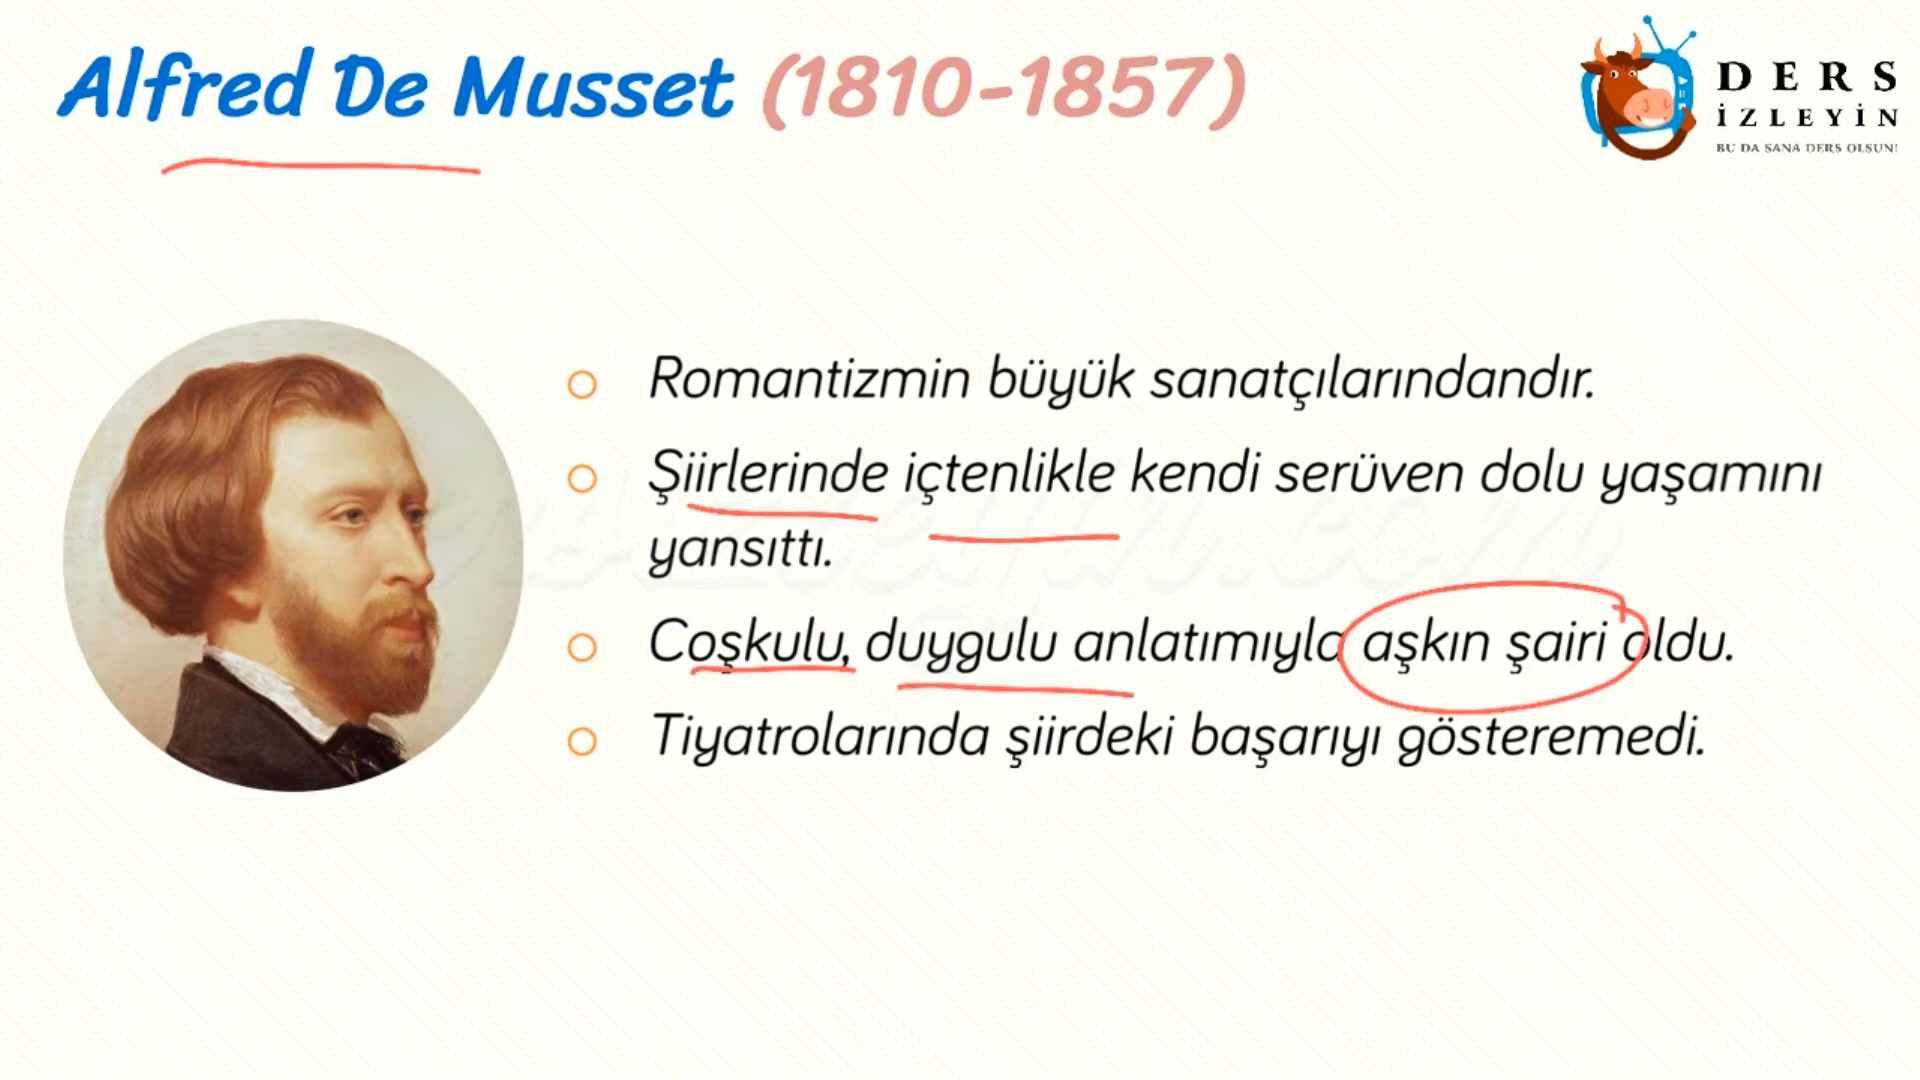 Alfred De Musset (1810-1857)
DERS
İZLEYİN
BU DA SANA DERS OLSUN!
Romantizmin büyük sanatçılarındandır.
Şiirlerinde içtenlikle kendi serüven dolu yaşamını
yansıttı.
Coşkulu, duygulu anlatımıyla aşkın şairi oldu.
Tiyatrolarında şiirdeki başarıyı gösteremedi.